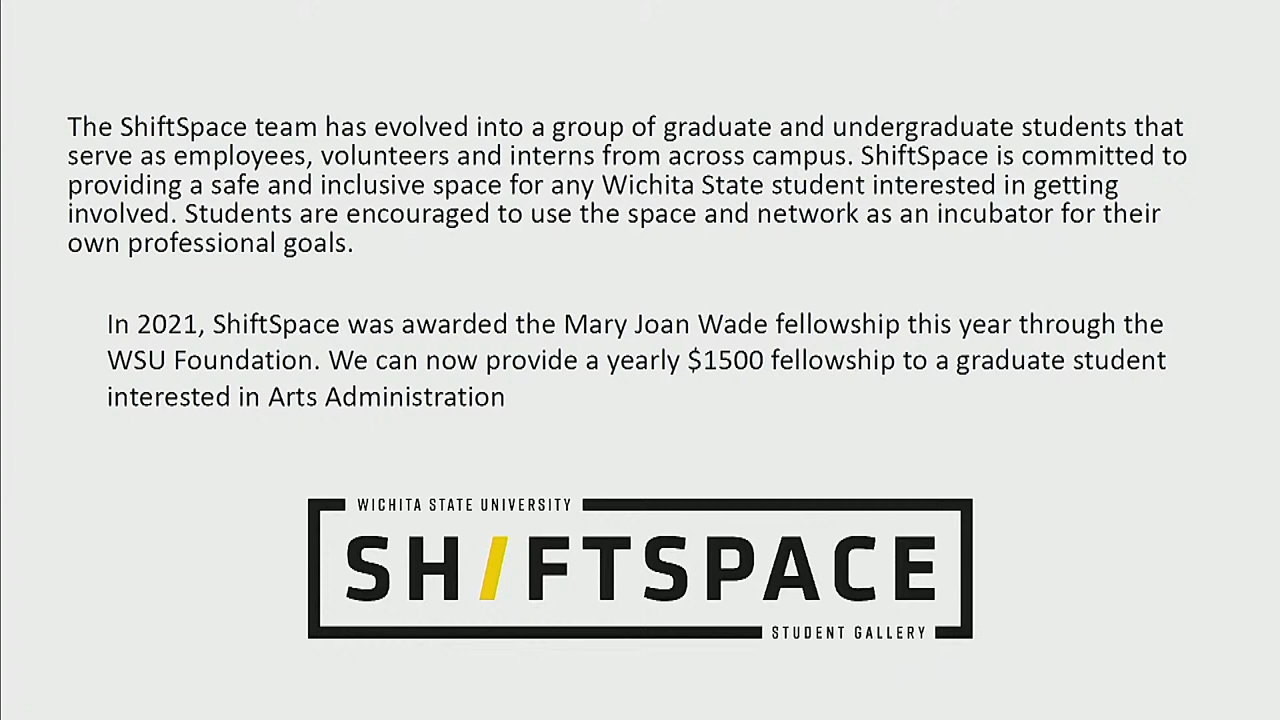 The ShiftSpace team has evolved into a group of graduate and undergraduate students that
serve as employees, volunteers and interns from across campus. ShiftSpace is committed to
providing a safe and inclusive space for any Wichita State student interested in getting
involved. Students are encouraged to use the space and network as an incubator for their
own professional goals.
In 2021, ShiftSpace was awarded the Mary Joan Wade fellowship this year through the
WSU Foundation. We can now provide a yearly $1500 fellowship to a graduate student
interested in Arts Administration
WICHITA STATE UNIVERSITY
SH/FTSPACE
STUDENT GALLERY